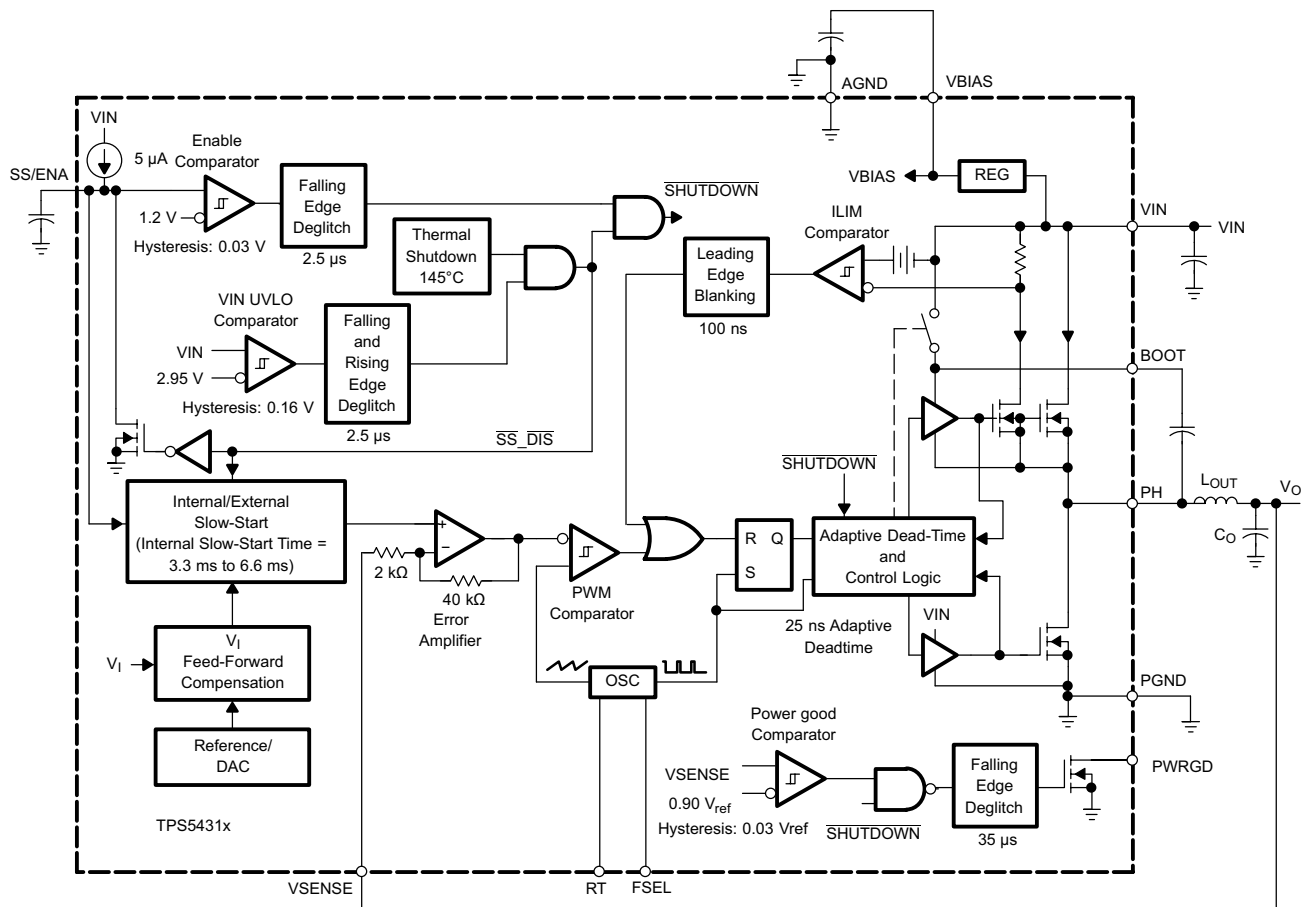 AGND
VBIAS
VIN
5 µA
Enable
Comparator
SS/ENA
1.2 V
Hysteresis: 0.03 V
Falling
Edge
Deglitch
2.5 µs
SHUTDOWN
Thermal
Shutdown
145°C
VBIAS
REG
VIN
VIN
ILIM
Comparator
Leading
Edge
Blanking
100 ns
VIN UVLO
Comparator
VIN
2.95 V
Hysteresis: 0.16 V
Falling
and
Rising
Edge
Deglitch
2.5 µs
BOOT
SS_DIS
SHUTDOWN
Internal/External
Slow-Start
(Internal Slow-Start Time =
3.3 ms to 6.6 ms)
+
−
2 kΩ
40 kΩ
Error
Amplifier
PWM
Comparator
R Q
S
Adaptive Dead-Time
and
Control Logic
25 ns Adaptive
Deadtime
VIN
PH
LOUT
VO
CO
VI
VI
Feed-Forward
Compensation
OSC
PGND
Reference/
DAC
Power good
Comparator
VSENSE
0.90 Vref
Hysteresis: 0.03 Vref
SHUTDOWN
Falling
Edge
Deglitch
35 µs
PWRGD
TPS5431x
VSENSE
RT
FSEL